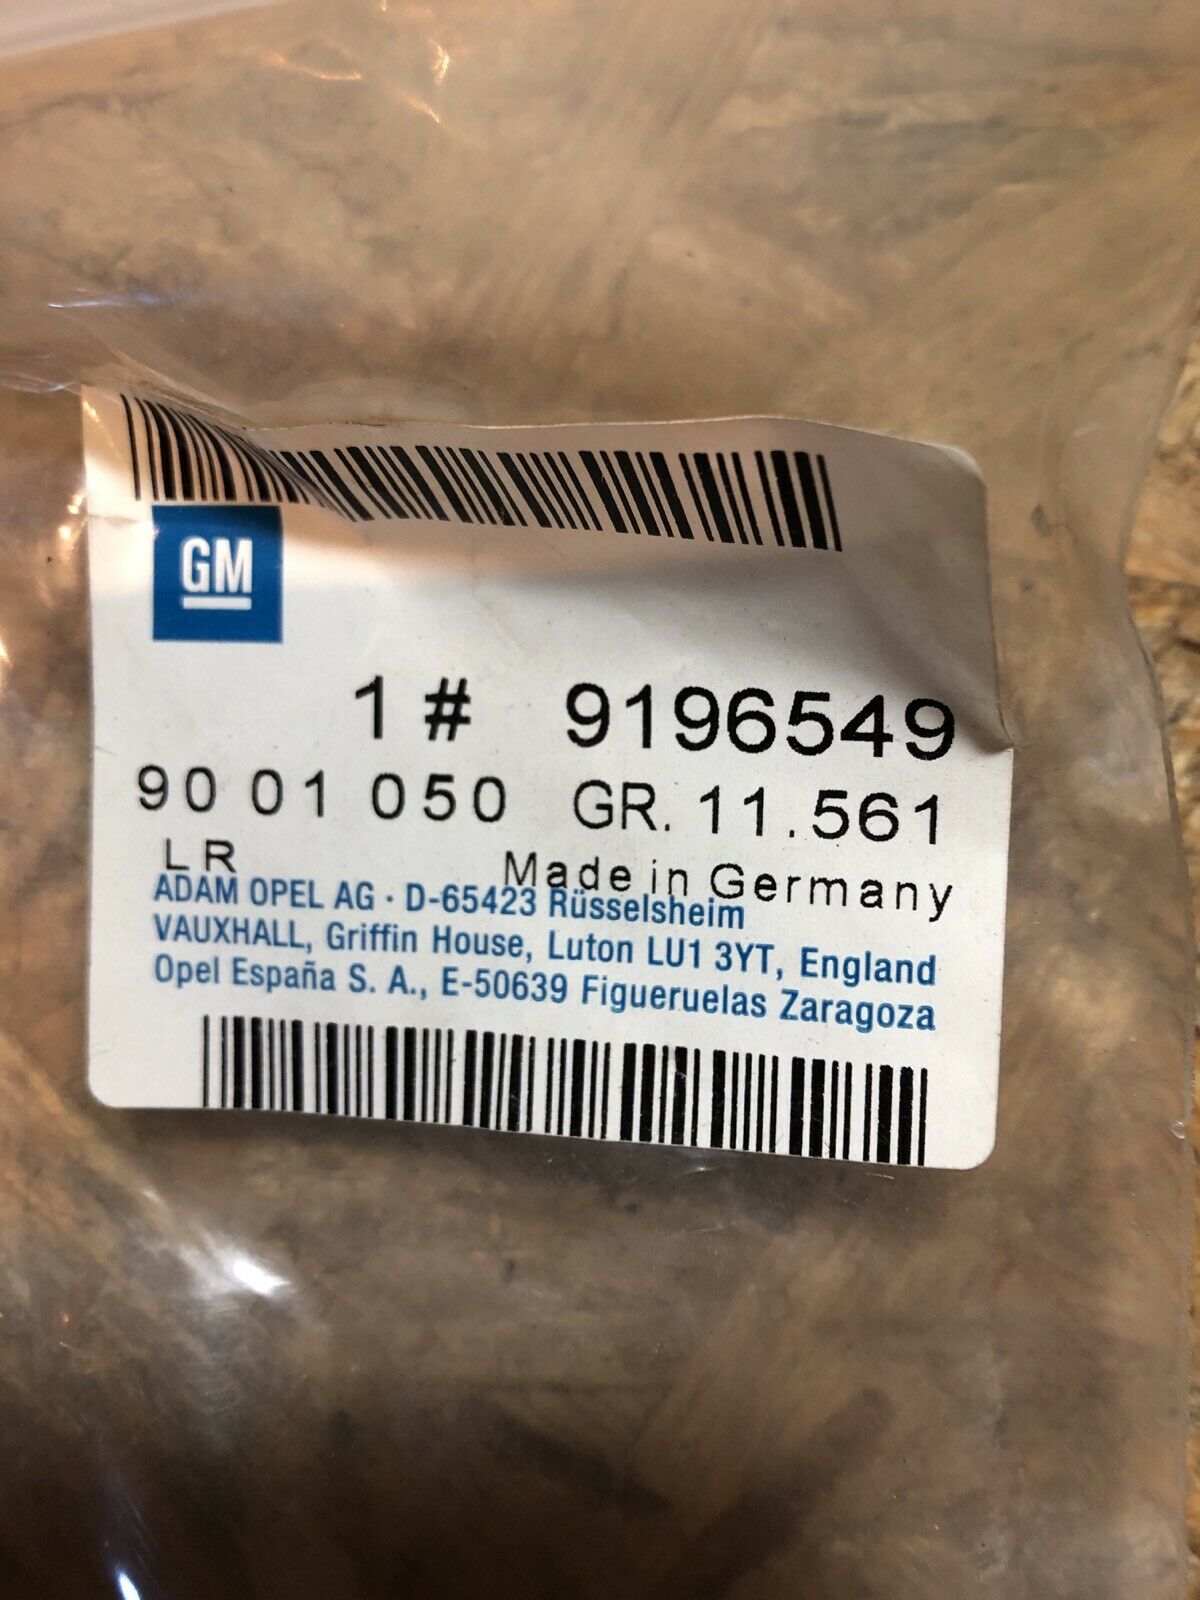 GM
1 # 9196549
90 01 050 GR. 11.561
LR Made in Germany
ADAM OPEL AG · D-65423 Rüsselsheim
VAUXHALL, Griffin House, Luton LU1 3YT, England
Opel España S. A., E-50639 Figueruelas Zaragoza